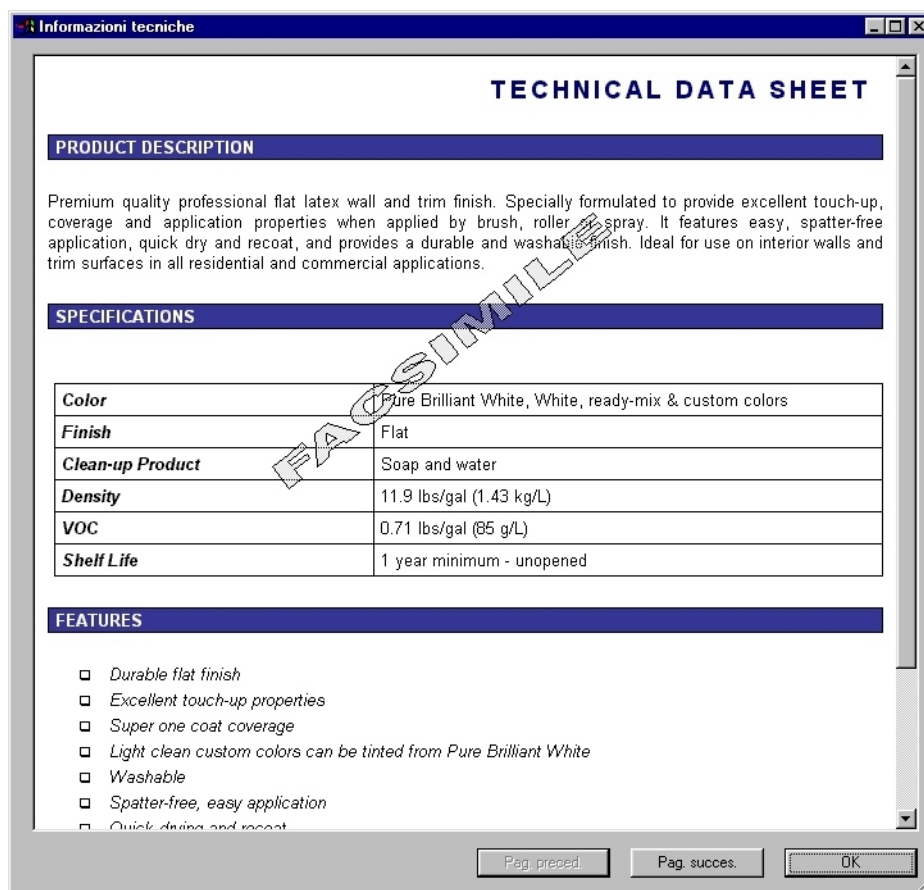 Informazioni tecniche
TECHNICAL DATA SHEET
PRODUCT DESCRIPTION
Premium quality professional flat latex wall and trim finish. Specially formulated to provide excellent touch-up,
coverage and application properties when applied by brush, roller or spray. It features easy, spatter-free
application, quick dry and recoat, and provides a durable and washable finish. Ideal for use on interior walls and
trim surfaces in all residential and commercial applications.
SPECIFICATIONS
FACSIMILE
Color Pure Brilliant White, White, ready-mix & custom colors
Finish Flat
Clean-up Product Soap and water
Density 11.9 lbs/gal (1.43 kg/L)
VOC 0.71 lbs/gal (85 g/L)
Shelf Life 1 year minimum - unopened
FEATURES
Durable flat finish
Excellent touch-up properties
Super one coat coverage
Light clean custom colors can be tinted from Pure Brilliant White
Washable
Spatter-free, easy application
Quick drying and recoat
Pag. preced. Pag. succes. OK